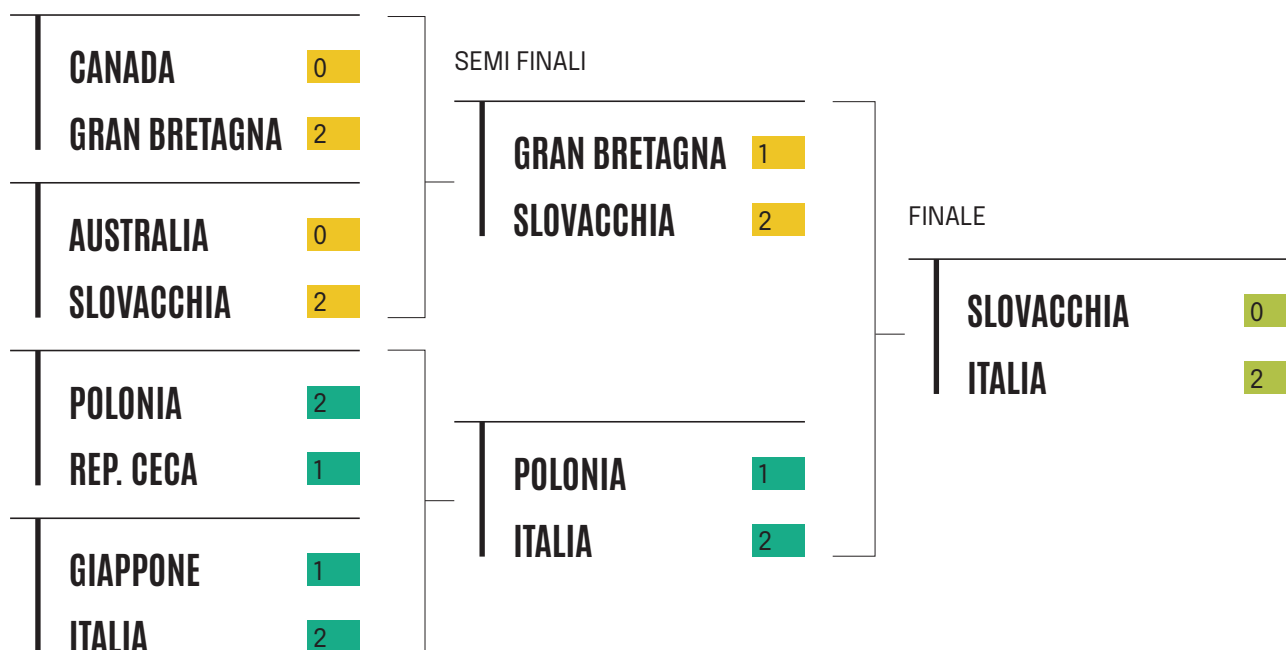 CANADA 0
GRAN BRETAGNA 2
AUSTRALIA 0
SLOVACCHIA 2
POLONIA 2
REP. CECA 1
GIAPPONE 1
ITALIA 2
SEMI FINALI
GRAN BRETAGNA 1
SLOVACCHIA 2
POLONIA 1
ITALIA 2
FINALE
SLOVACCHIA 0
ITALIA 2